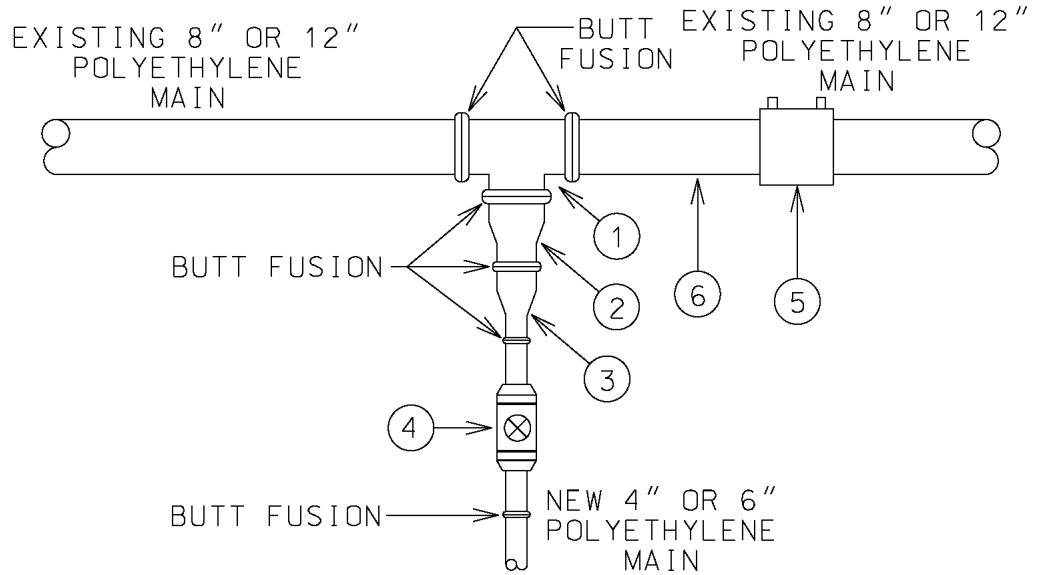 EXISTING 8" OR 12"
POLYETHYLENE
MAIN
BUTT
FUSION
EXISTING 8" OR 12"
POLYETHYLENE
MAIN
1
BUTT FUSION
2
6
5
3
4
BUTT FUSION
NEW 4" OR 6"
POLYETHYLENE
MAIN